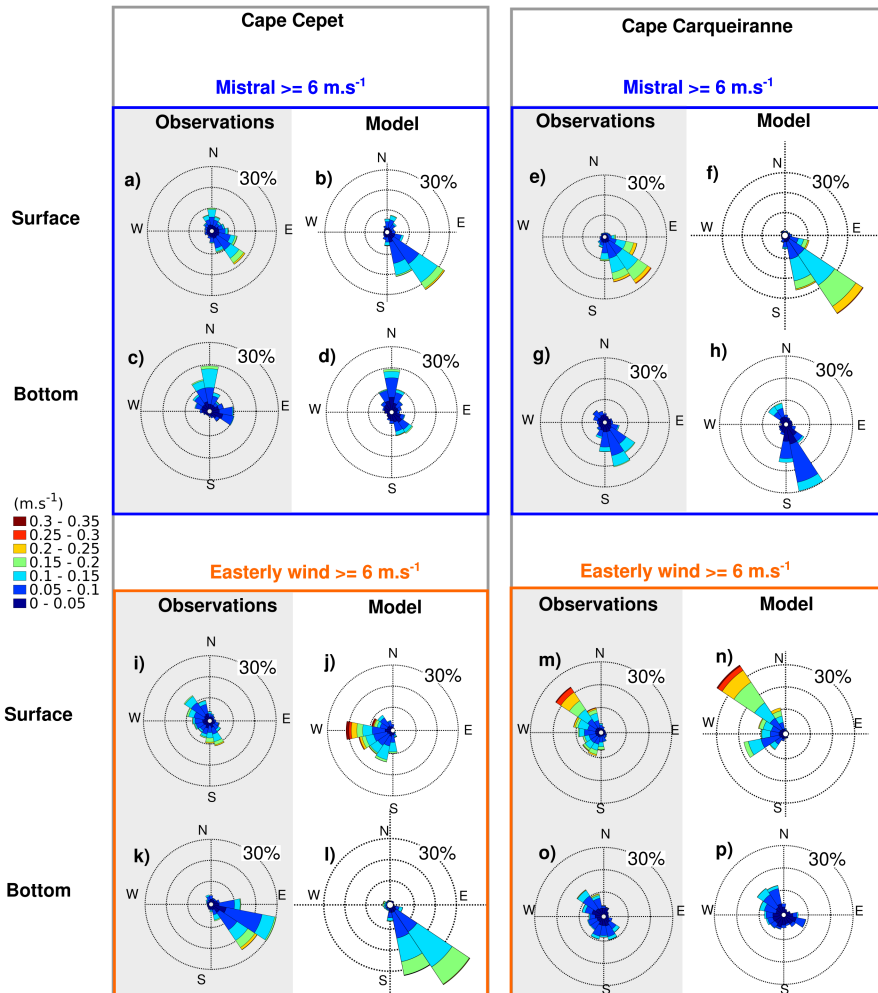 Cape Cepet
Cape Carqueiranne
Mistral >= 6 m.s⁻¹
Mistral >= 6 m.s⁻¹
Observations
Model
Observations
Model
Surface
a)
N
30%
W
E
S
b)
N
30%
E
S
e)
N
30%
W
E
S
f)
N
30%
W
E
S
Bottom
c)
N
30%
W
E
S
d)
N
30%
W
E
S
g)
N
30%
W
E
S
h)
N
30%
W
E
S
(m.s⁻¹)
0.3 - 0.35
0.25 - 0.3
0.2 - 0.25
0.15 - 0.2
0.1 - 0.15
0.05 - 0.1
0 - 0.05
Easterly wind >= 6 m.s⁻¹
Easterly wind >= 6 m.s⁻¹
Observations
Model
Observations
Model
Surface
i)
N
30%
W
E
S
j)
N
30%
W
E
S
m)
N
30%
W
E
S
n)
N
30%
W
E
S
Bottom
k)
N
30%
W
E
S
l)
N
30%
W
E
S
o)
N
30%
W
E
S
p)
N
30%
W
E
S